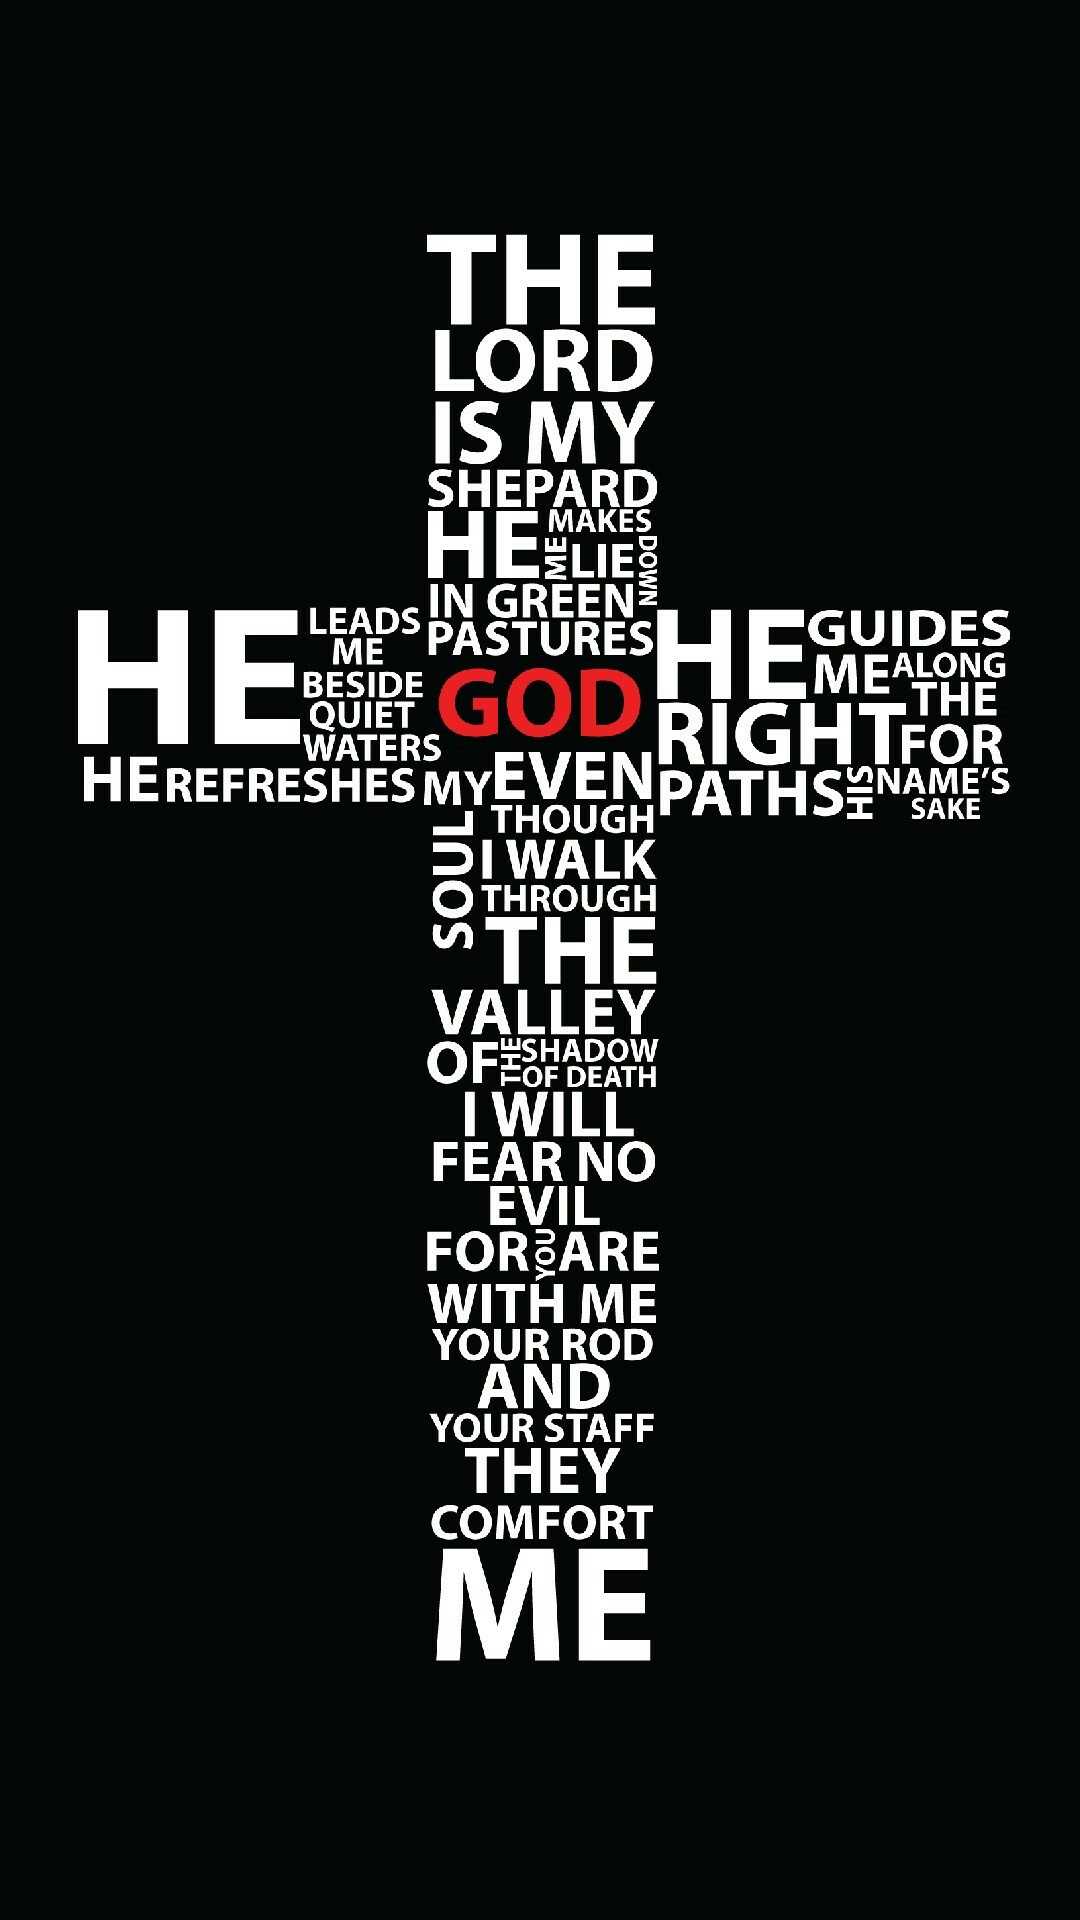 THE
LORD
IS MY
SHEPARD
HE MAKES
ME LIE DOWN
IN GREEN
PASTURES
HE LEADS
ME
BESIDE
QUIET
WATERS
HE REFRESHES MY
SOUL
GOD
HE GUIDES
ME ALONG
THE
RIGHT
PATHS
FOR
HIS NAME'S
SAKE
EVEN
THOUGH
I WALK
THROUGH
THE
VALLEY
OF THE SHADOW
OF DEATH
I WILL
FEAR NO
EVIL
FOR YOU ARE
WITH ME
YOUR ROD
AND
YOUR STAFF
THEY
COMFORT
ME